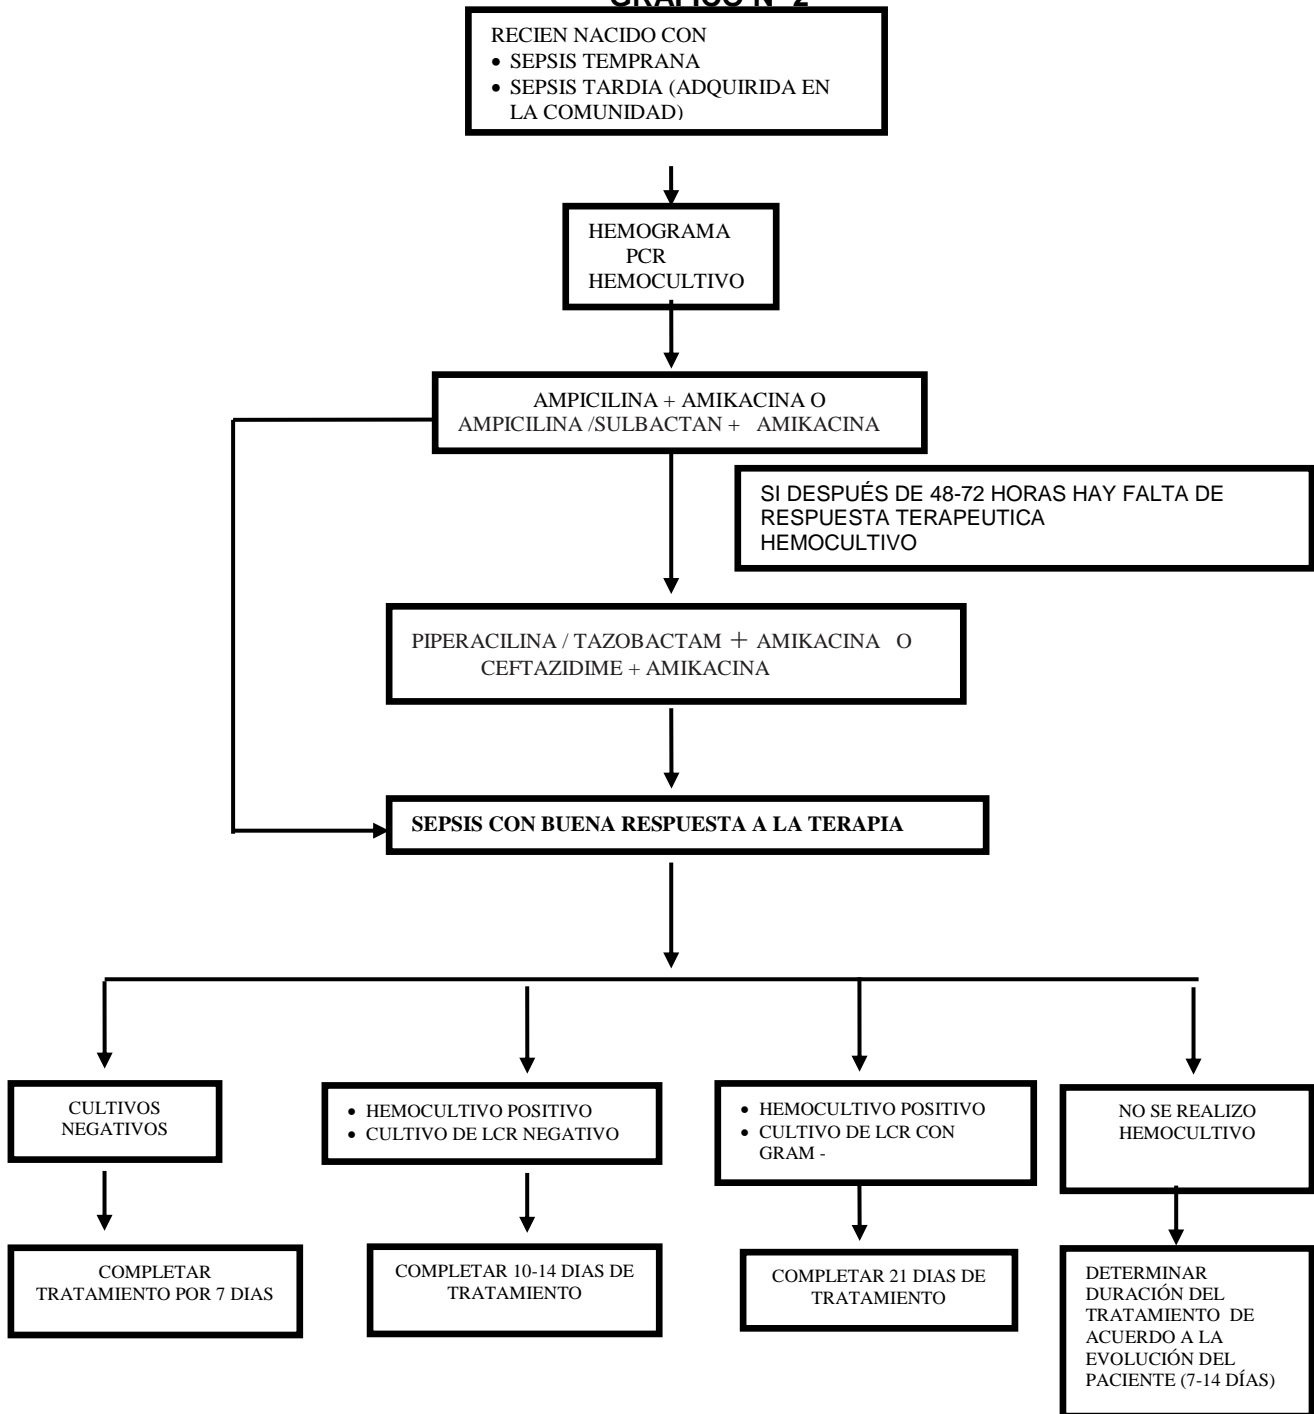 GRAFICO N° 2
RECIEN NACIDO CON
• SEPSIS TEMPRANA
• SEPSIS TARDIA (ADQUIRIDA EN
LA COMUNIDAD)
HEMOGRAMA
PCR
HEMOCULTIVO
AMPICILINA + AMIKACINA O
AMPICILINA /SULBACTAN + AMIKACINA
SI DESPUÉS DE 48-72 HORAS HAY FALTA DE
RESPUESTA TERAPEUTICA
HEMOCULTIVO
PIPERACILINA / TAZOBACTAM + AMIKACINA O
CEFTAZIDIME + AMIKACINA
SEPSIS CON BUENA RESPUESTA A LA TERAPIA
CULTIVOS
NEGATIVOS
• HEMOCULTIVO POSITIVO
• CULTIVO DE LCR NEGATIVO
• HEMOCULTIVO POSITIVO
• CULTIVO DE LCR CON
GRAM -
NO SE REALIZO
HEMOCULTIVO
COMPLETAR
TRATAMIENTO POR 7 DIAS
COMPLETAR 10-14 DIAS DE
TRATAMIENTO
COMPLETAR 21 DIAS DE
TRATAMIENTO
DETERMINAR
DURACIÓN DEL
TRATAMIENTO DE
ACUERDO A LA
EVOLUCIÓN DEL
PACIENTE (7-14 DÍAS)